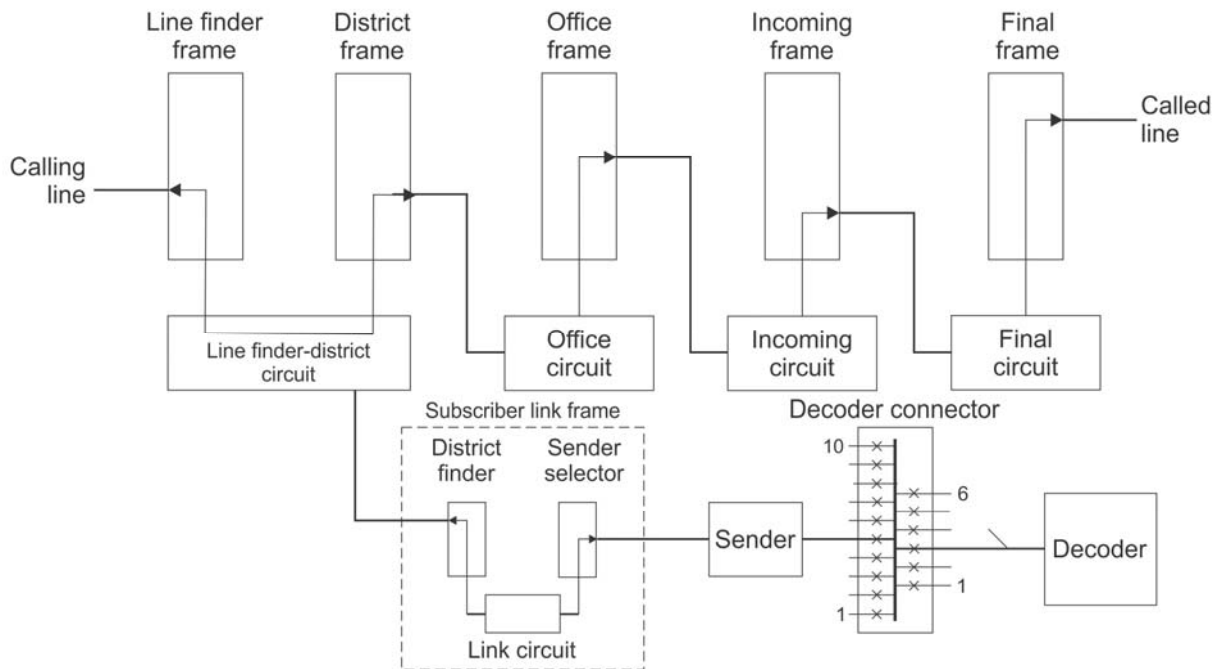 Line finder
frame
District
frame
Office
frame
Incoming
frame
Final
frame
Calling
line
Called
line
Line finder-district
circuit
Office
circuit
Incoming
circuit
Final
circuit
Subscriber link frame
District
finder
Sender
selector
Link circuit
Sender
Decoder connector
10
1
6
1
Decoder